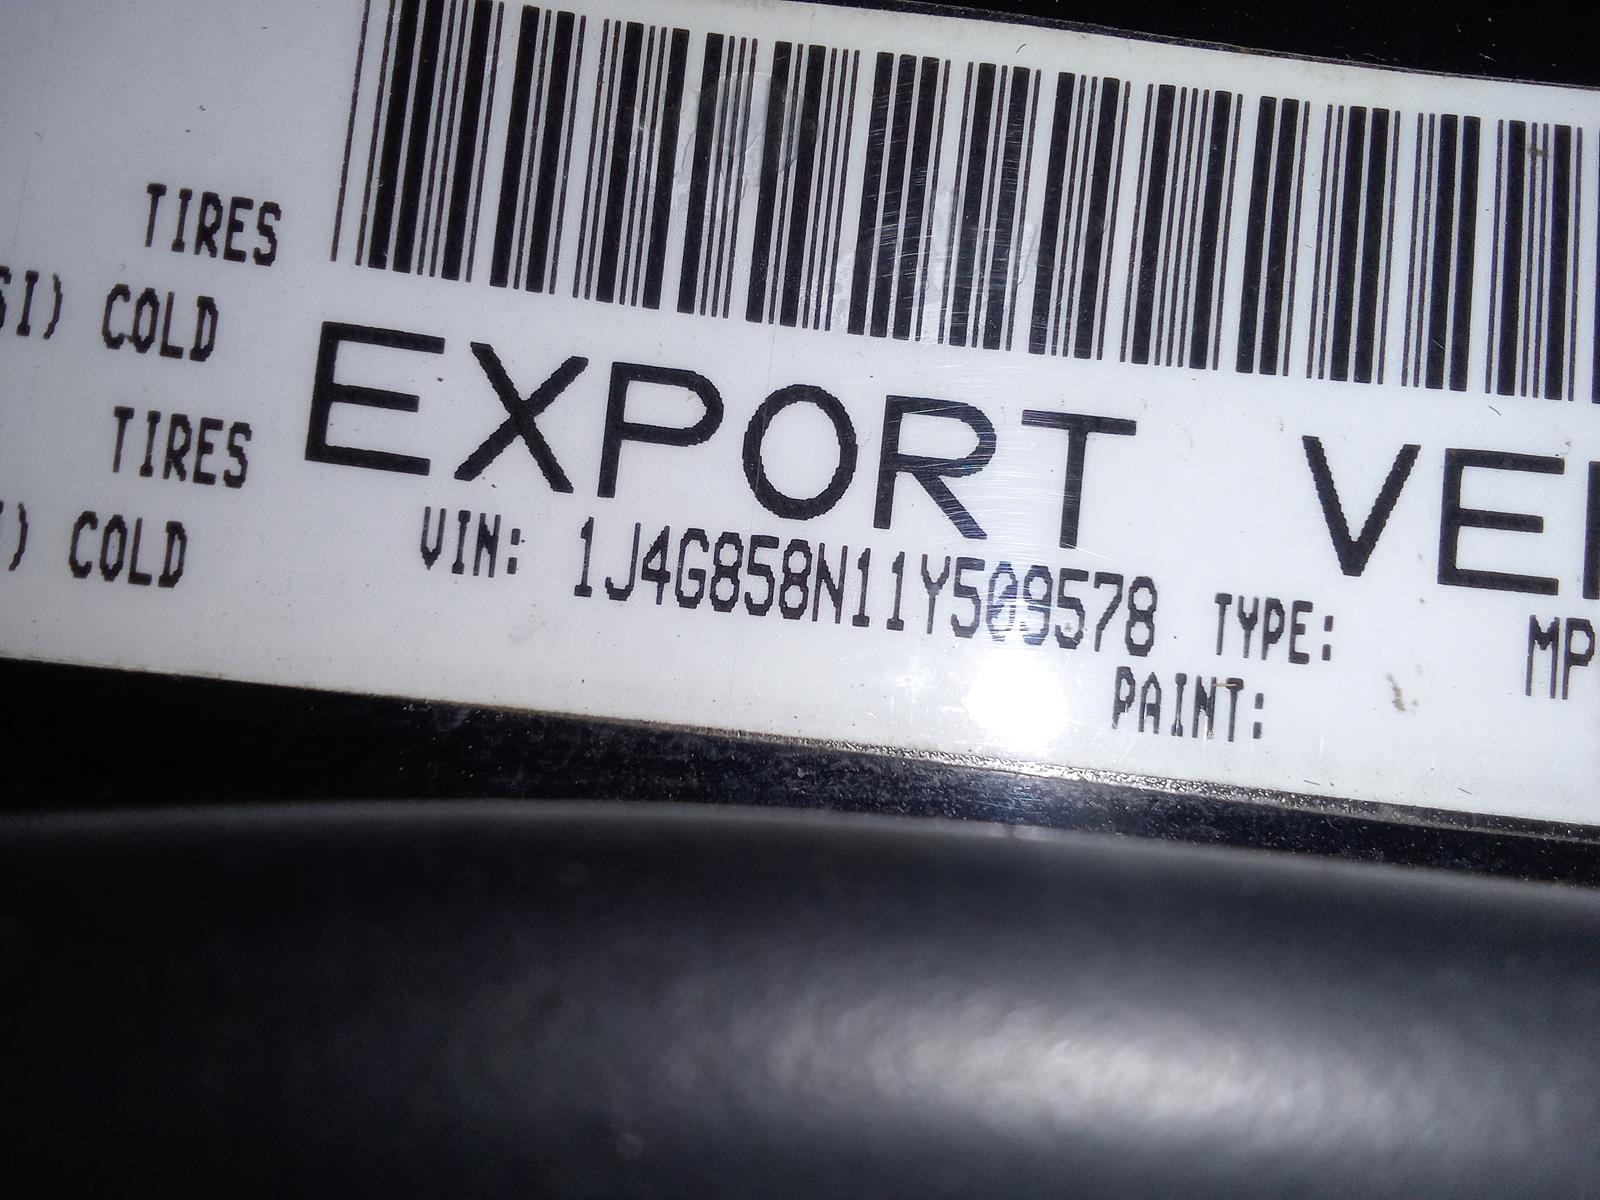 TIRES
SI) COLD
TIRES
) COLD
EXPORT VE
VIN: 1J4G858N11Y509578 TYPE: MP
PAINT: